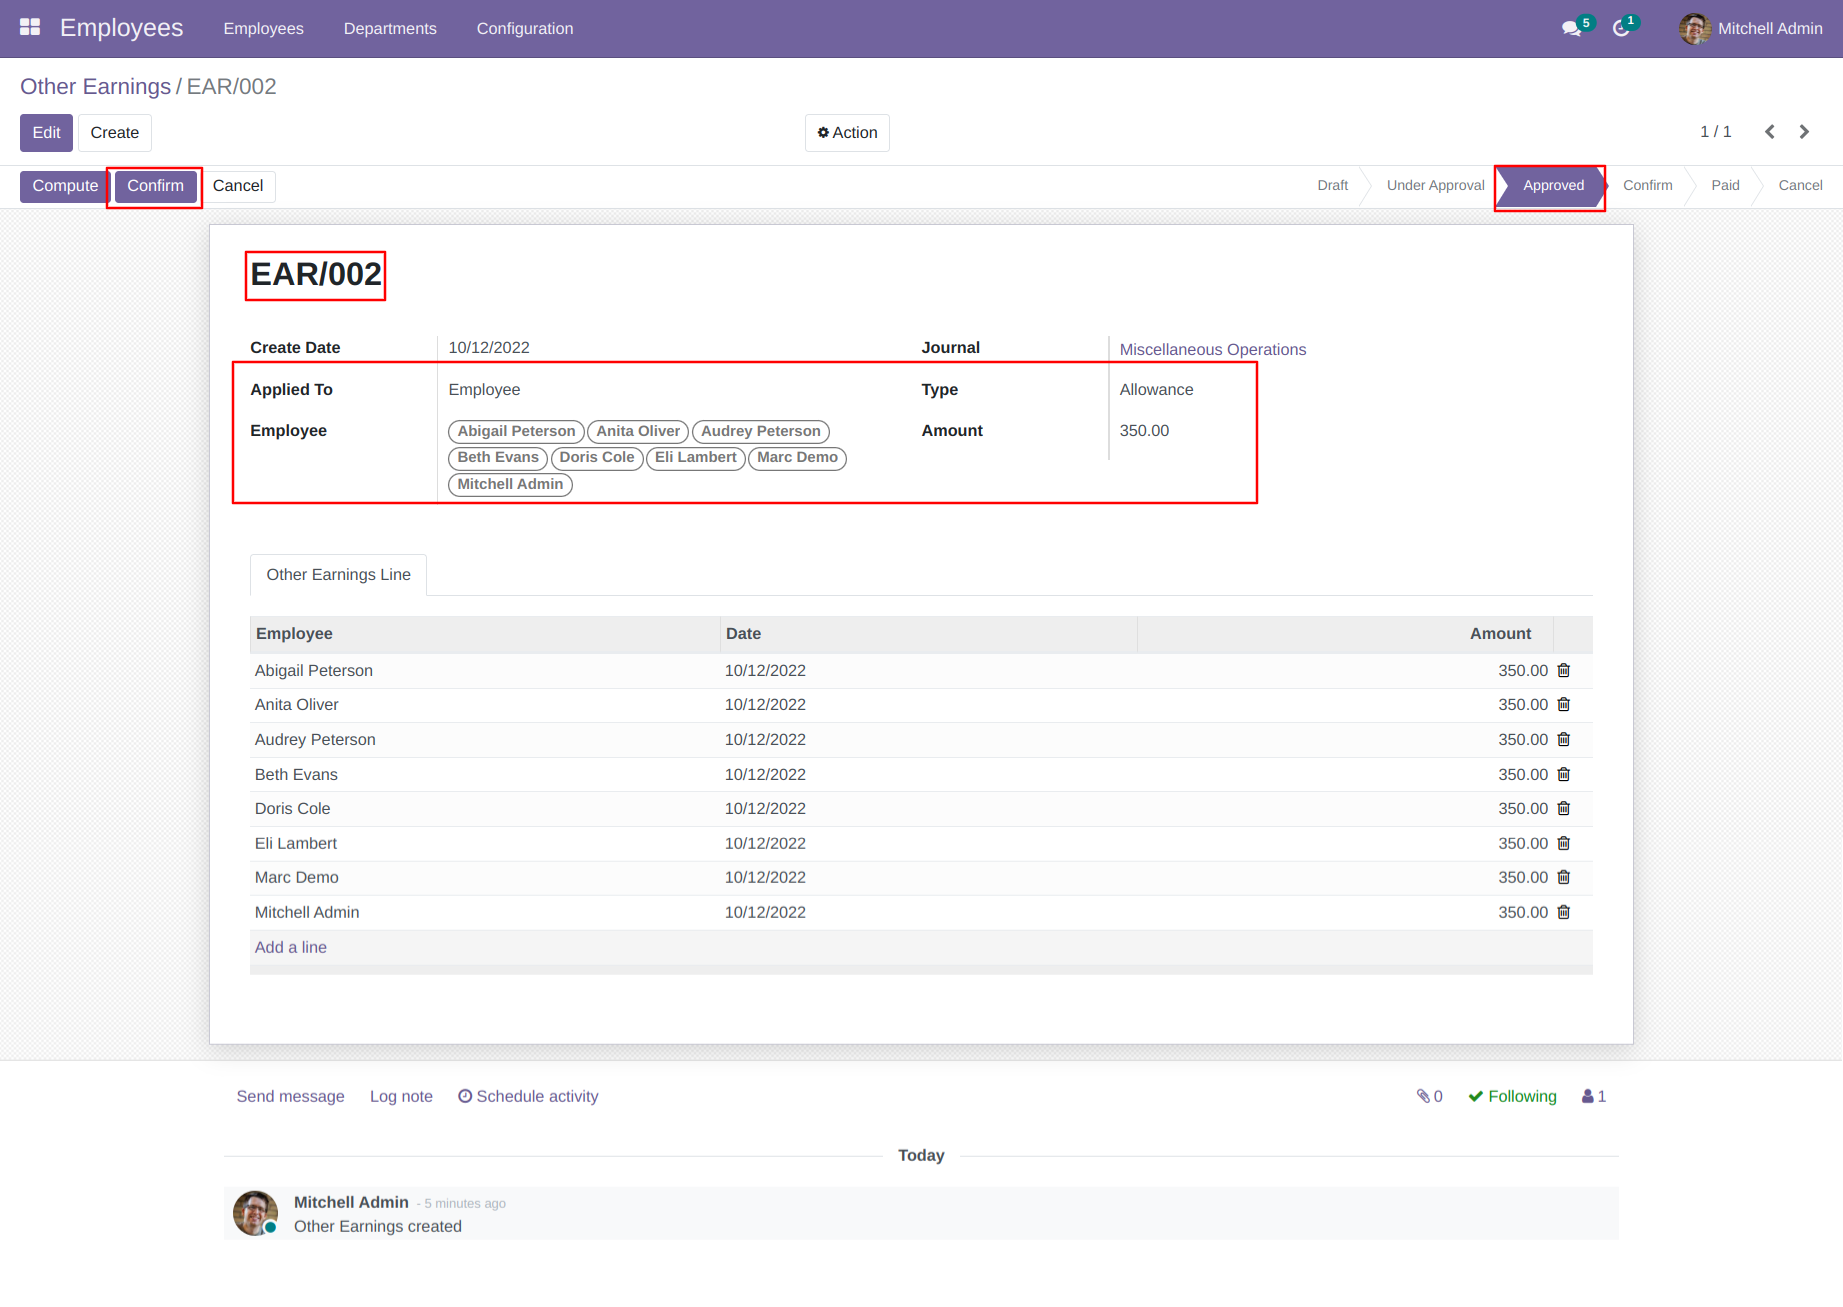 Employees Employees Departments Configuration 5 1 Mitchell Admin
Other Earnings / EAR/002
Edit Create Action 1 / 1
Compute Confirm Cancel Draft Under Approval Approved Confirm Paid Cancel
EAR/002
Create Date 10/12/2022 Journal Miscellaneous Operations
Applied To Employee Type Allowance
Employee Abigail Peterson Anita Oliver Audrey Peterson Amount 350.00
Beth Evans Doris Cole Eli Lambert Marc Demo
Mitchell Admin
Other Earnings Line
Employee Date Amount
Abigail Peterson 10/12/2022 350.00
Anita Oliver 10/12/2022 350.00
Audrey Peterson 10/12/2022 350.00
Beth Evans 10/12/2022 350.00
Doris Cole 10/12/2022 350.00
Eli Lambert 10/12/2022 350.00
Marc Demo 10/12/2022 350.00
Mitchell Admin 10/12/2022 350.00
Add a line
Send message Log note Schedule activity 0 Following 1
Today
Mitchell Admin - 5 minutes ago
Other Earnings created